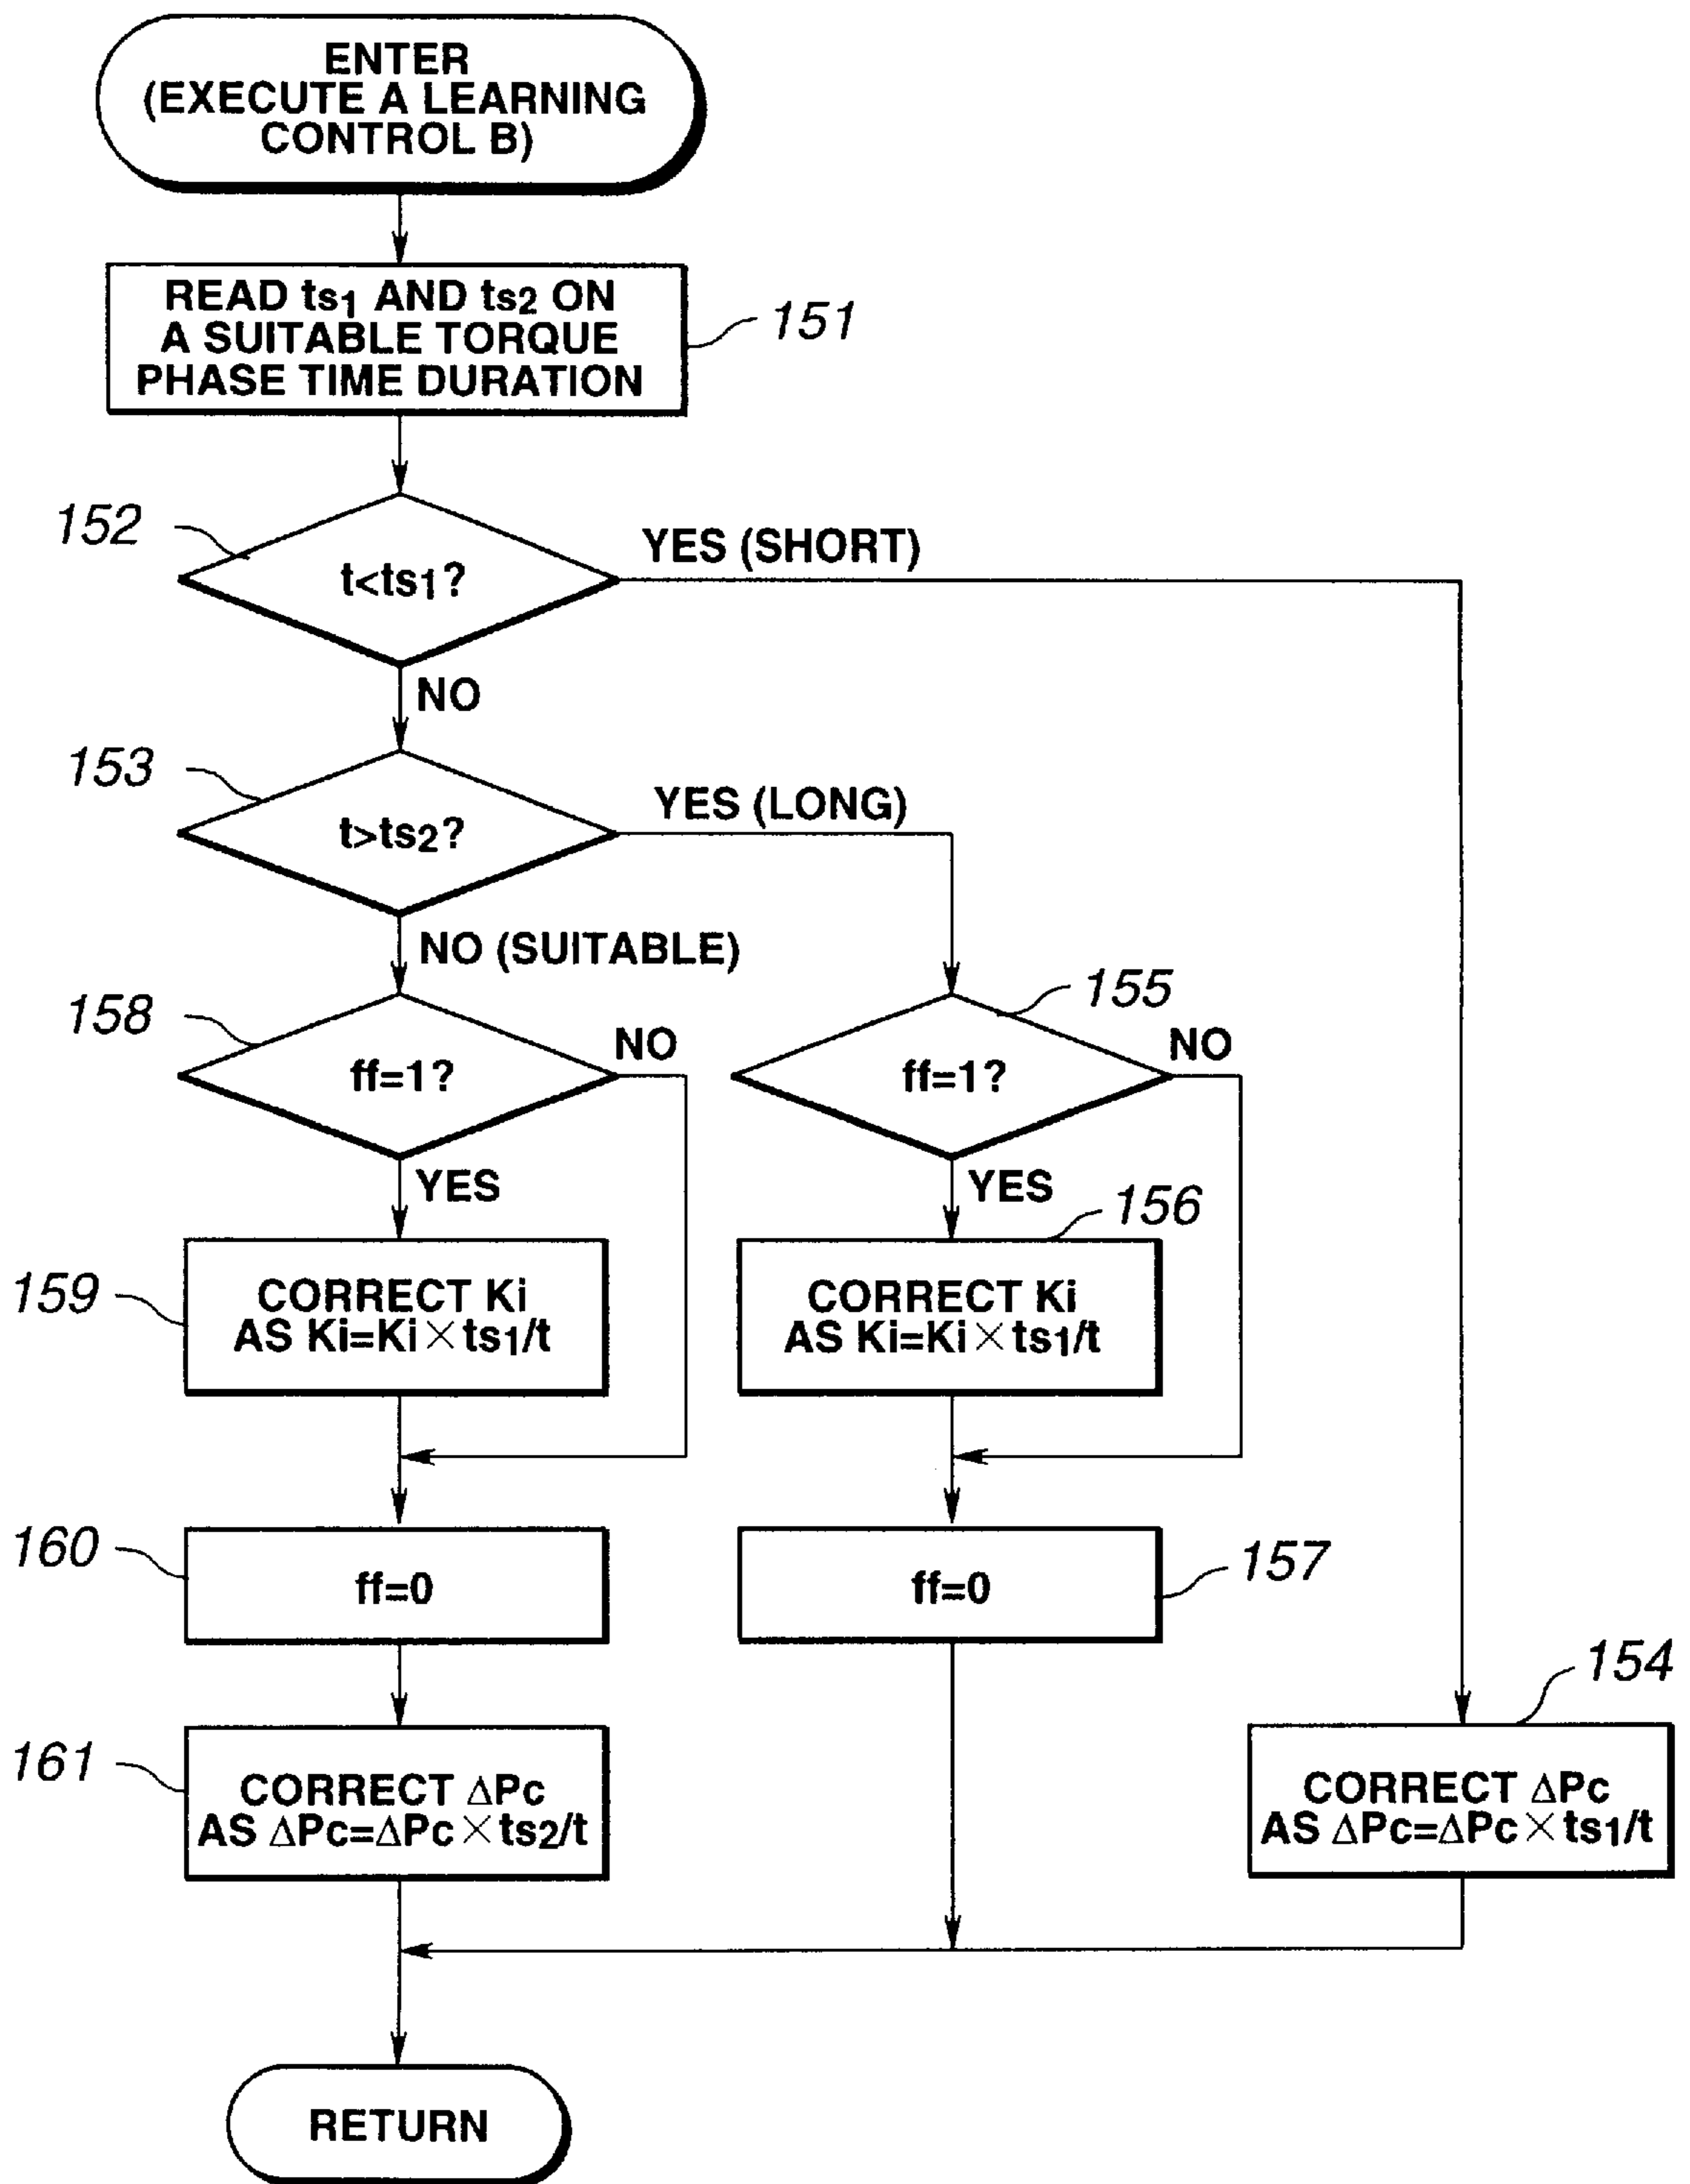 ENTER
(EXECUTE A LEARNING
CONTROL B)
READ ts1 AND ts2 ON
A SUITABLE TORQUE
PHASE TIME DURATION
151
152
t<ts1?
YES (SHORT)
NO
153
t>ts2?
YES (LONG)
NO (SUITABLE)
158
ff=1?
NO
YES
155
ff=1?
NO
YES
159
CORRECT Ki
AS Ki=Ki×ts1/t
156
CORRECT Ki
AS Ki=Ki×ts1/t
160
ff=0
ff=0
157
161
CORRECT ΔPc
AS ΔPc=ΔPc×ts2/t
154
CORRECT ΔPc
AS ΔPc=ΔPc×ts1/t
RETURN